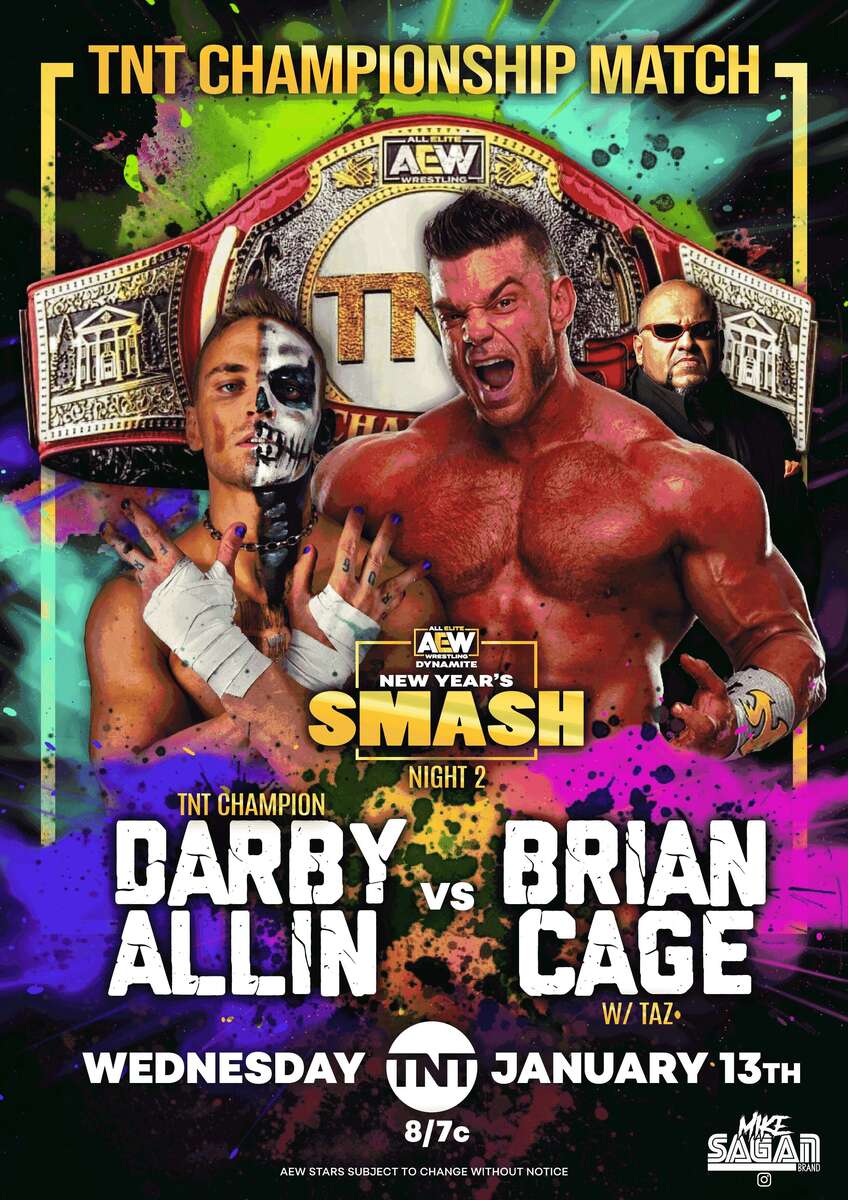 TNT CHAMPIONSHIP MATCH
ALL ELITE
AEW
WRESTLING
TN
CHA
ALL ELITE
AEW
WRESTLING
DYNAMITE
NEW YEAR'S
SMASH
NIGHT 2
TNT CHAMPION
DARBY
ALLIN
VS
BRIAN
CAGE
W/ TAZ
WEDNESDAY TNT JANUARY 13TH
8/7c
AEW STARS SUBJECT TO CHANGE WITHOUT NOTICE
MIKE
SAGAN
BRAND